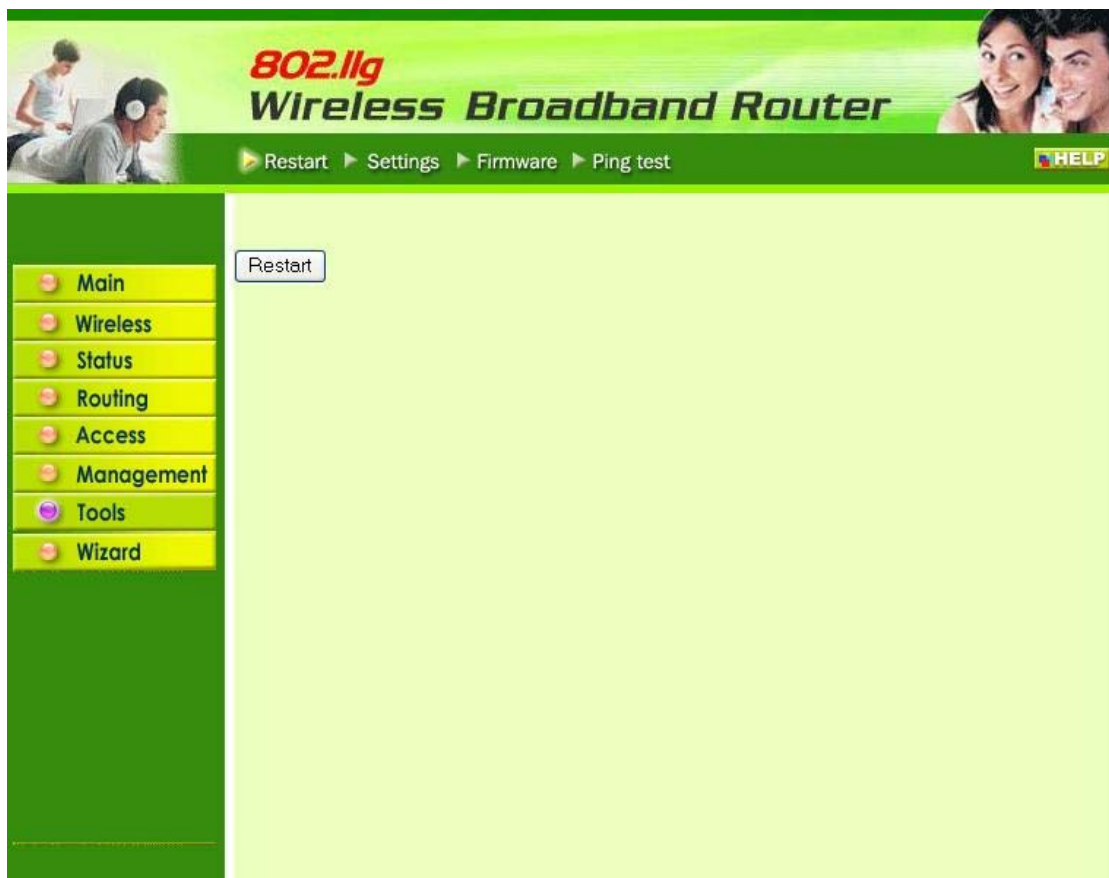 802.11g
Wireless Broadband Router
Restart Settings Firmware Ping test
HELP
Restart
Main
Wireless
Status
Routing
Access
Management
Tools
Wizard